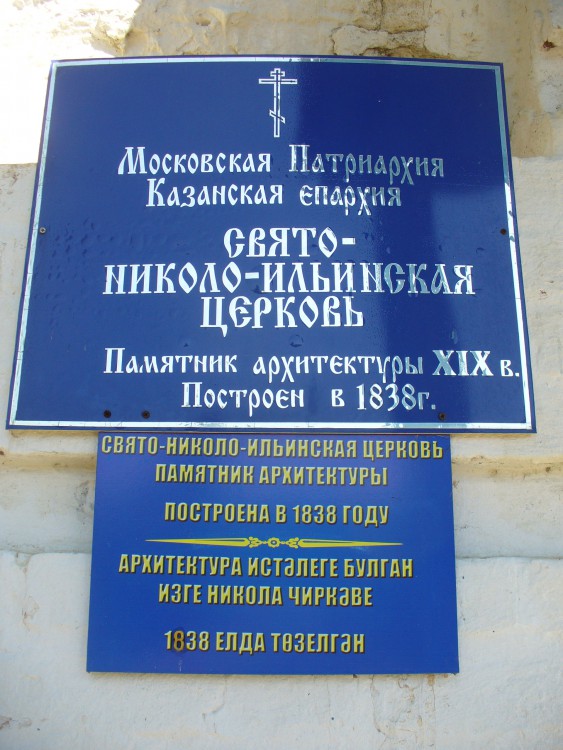 Московская Патриархия
Казанская епархия
СВЯТО-
НИКОЛО-ИЛЬИНСКАЯ
ЦЕРКОВЬ
Памятник архитектуры XIX в.
Построен в 1838г.
СВЯТО-НИКОЛО-ИЛЬИНСКАЯ ЦЕРКОВЬ
ПАМЯТНИК АРХИТЕКТУРЫ
ПОСТРОЕНА В 1838 ГОДУ
АРХИТЕКТУРА ИСТӘЛЕГЕ БУЛГАН
ИЗГЕ НИКОЛА ЧИРКӘВЕ
1838 ЕЛДА ТӨЗЕЛГӘН